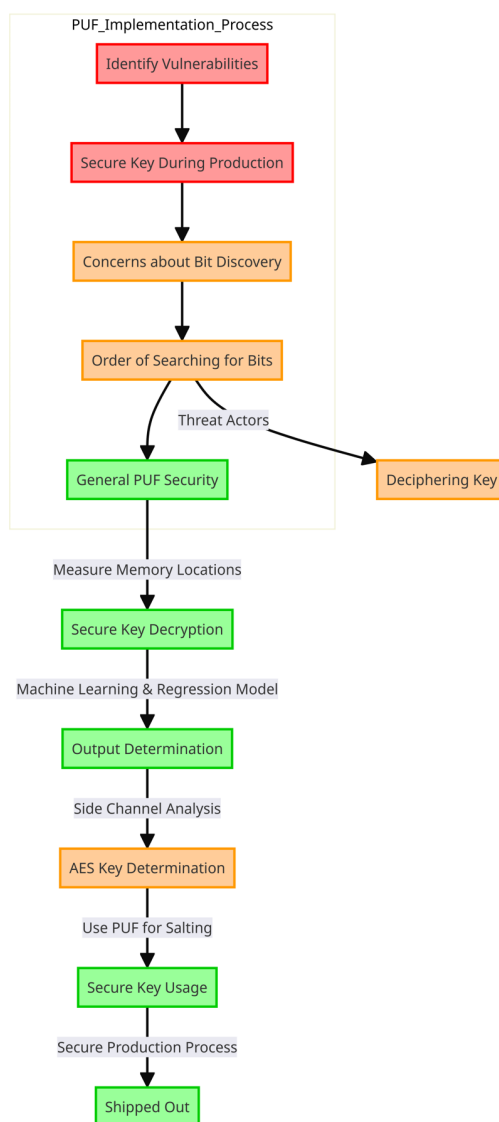 PUF_Implementation_Process
Identify Vulnerabilities
Secure Key During Production
Concerns about Bit Discovery
Order of Searching for Bits
Threat Actors
General PUF Security
Deciphering Key
Measure Memory Locations
Secure Key Decryption
Machine Learning & Regression Model
Output Determination
Side Channel Analysis
AES Key Determination
Use PUF for Salting
Secure Key Usage
Secure Production Process
Shipped Out